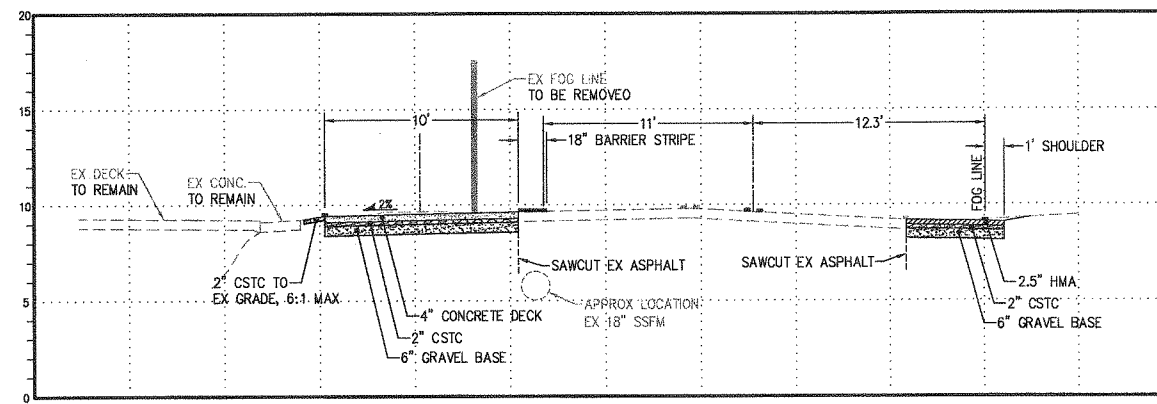 20
15
10
5
0
EX FOG LINE
TO BE REMOVED
10'
11'
12.3'
18" BARRIER STRIPE
FOG LINE
1' SHOULDER
EX DECK
TO REMAIN
EX CONC.
TO REMAIN
2%
2" CSTC TO
EX GRADE, 6:1 MAX
SAWCUT EX ASPHALT
SAWCUT EX ASPHALT
APPROX LOCATION
EX 18" SSFM
4" CONCRETE DECK
2" CSTC
6" GRAVEL BASE
2.5" HMA
2" CSTC
6" GRAVEL BASE